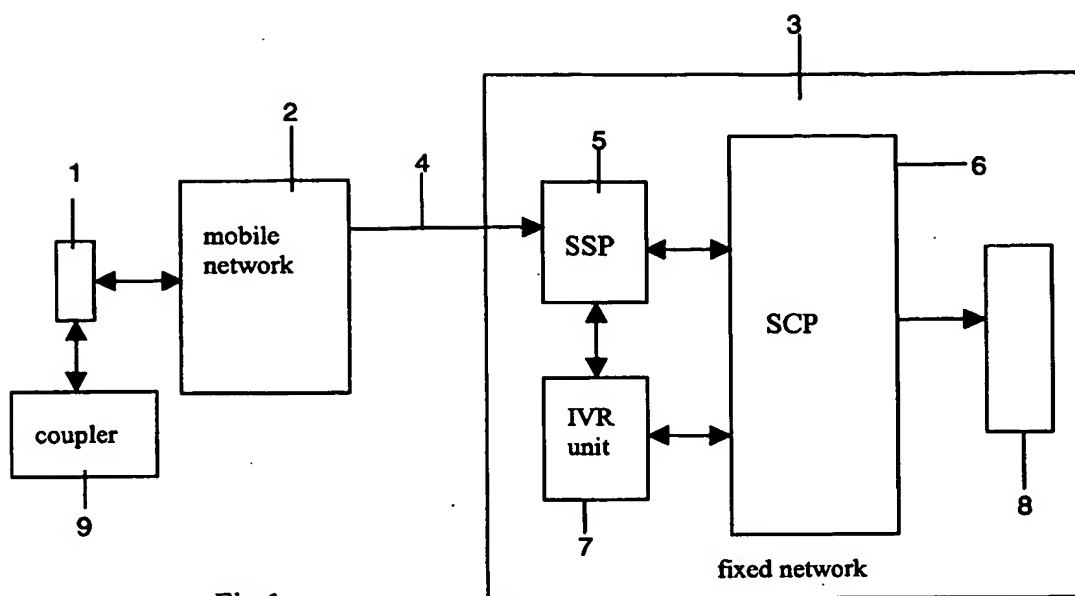 3
2
5
1
4
6
mobile
network
SSP
SCP
IVR
unit
coupler
8
9
7
fixed network